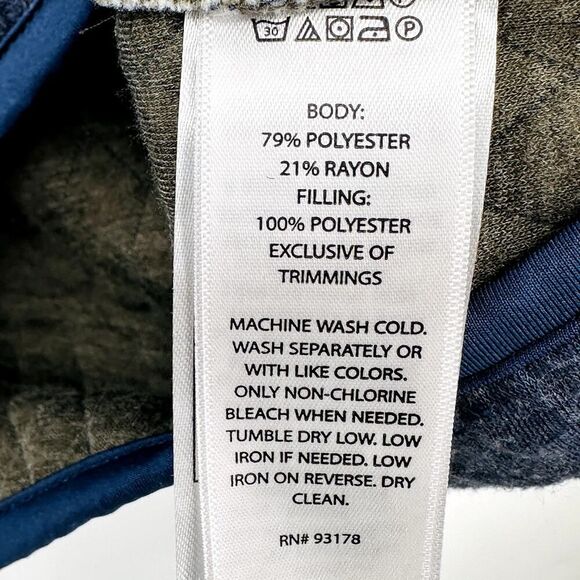 30 P
BODY:
79% POLYESTER
21% RAYON
FILLING:
100% POLYESTER
EXCLUSIVE OF
TRIMMINGS
MACHINE WASH COLD.
WASH SEPARATELY OR
WITH LIKE COLORS.
ONLY NON-CHLORINE
BLEACH WHEN NEEDED.
TUMBLE DRY LOW. LOW
IRON IF NEEDED. LOW
IRON ON REVERSE. DRY
CLEAN.
RN# 93178